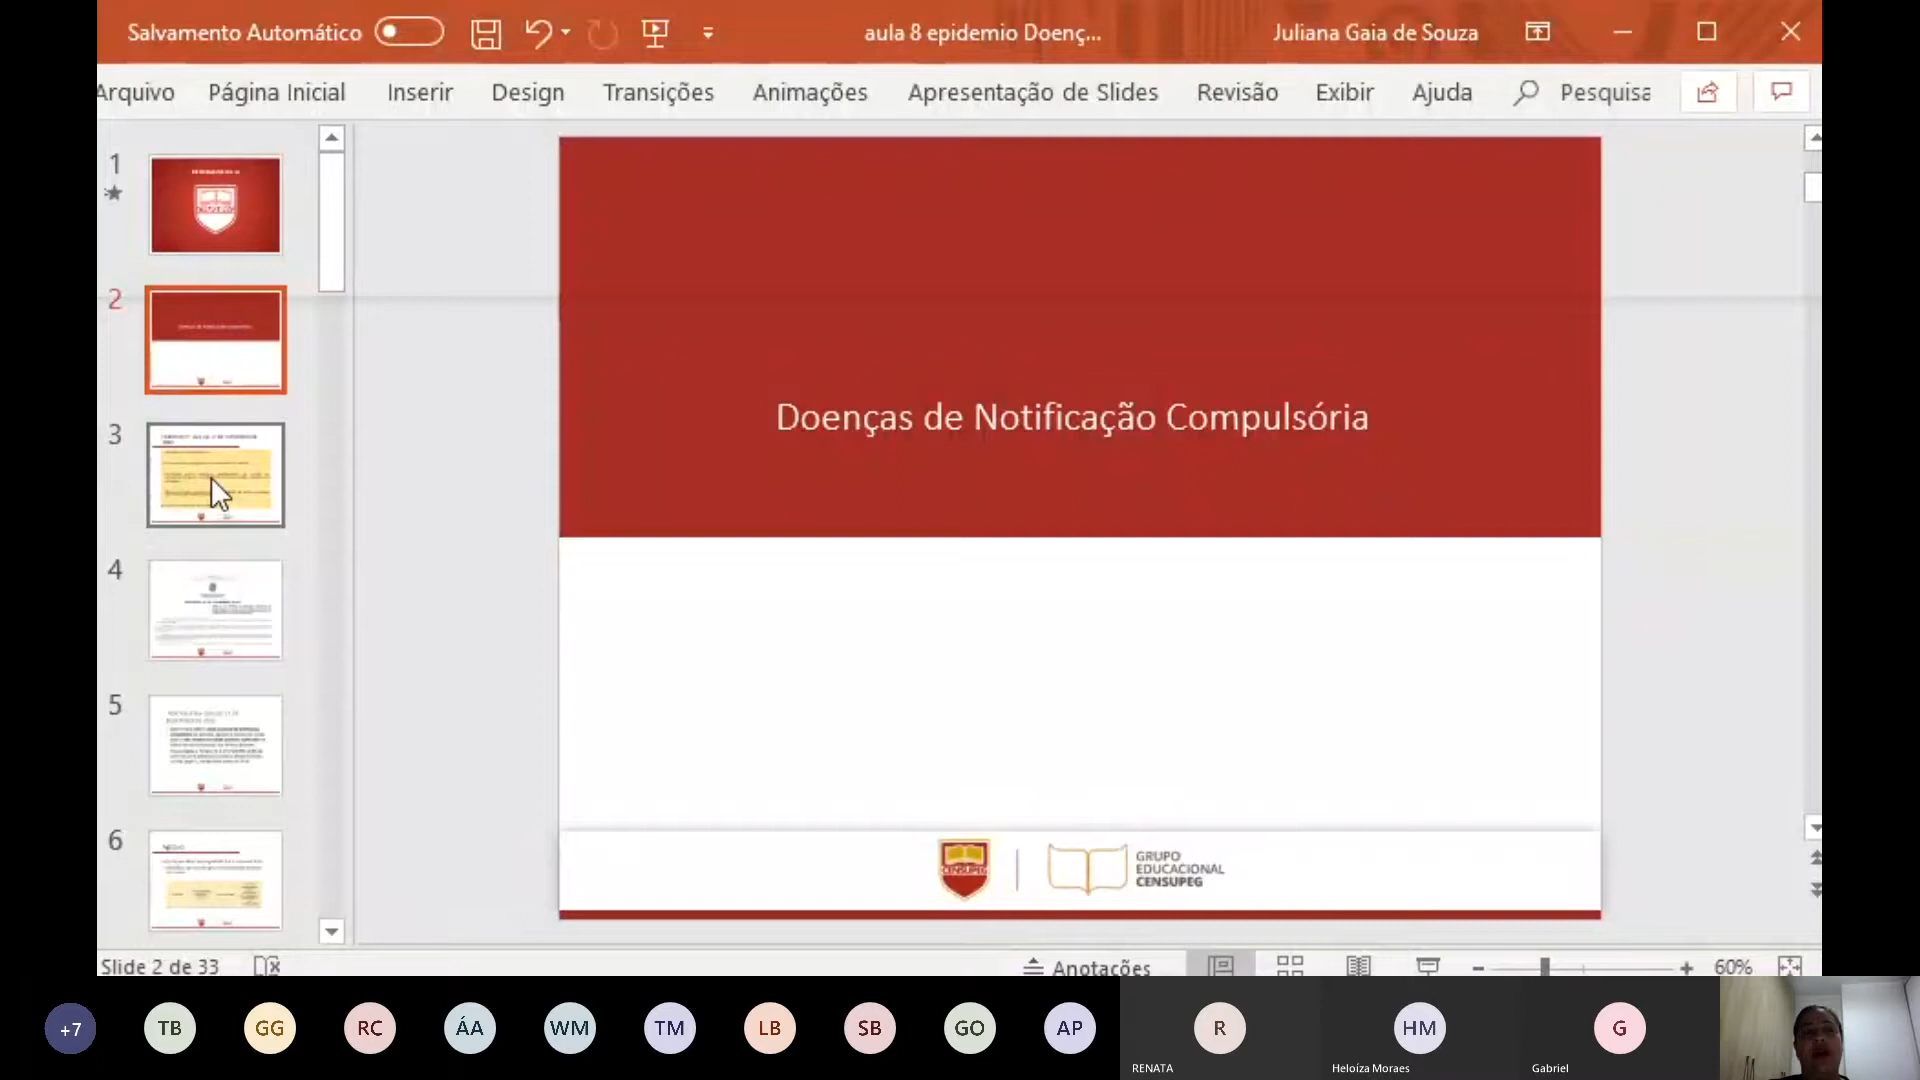 Salvamento Automático
aula 8 epidemio Doenç...
Juliana Gaia de Souza
Arquivo
Página Inicial
Inserir
Design
Transições
Animações
Apresentação de Slides
Revisão
Exibir
Ajuda
Pesquisa
1
2
3
4
5
6
Doenças de Notificação Compulsória
CENSUPEG
GRUPO
EDUCACIONAL
CENSUPEG
Slide 2 de 33
Anotações
60%
+7
TB
GG
RC
ÁA
WM
TM
LB
SB
GO
AP
R
HM
G
RENATA
Heloíza Moraes
Gabriel